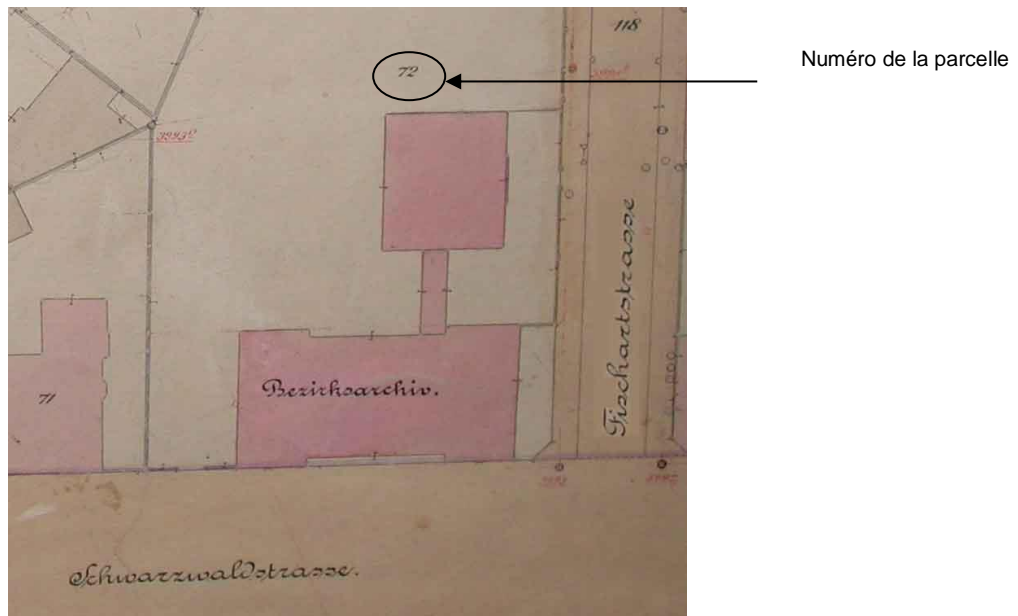 118
72
Numéro de la parcelle
Fischartstrasse
71
Bezirksarchiv.
Schwarzwaldstrasse.